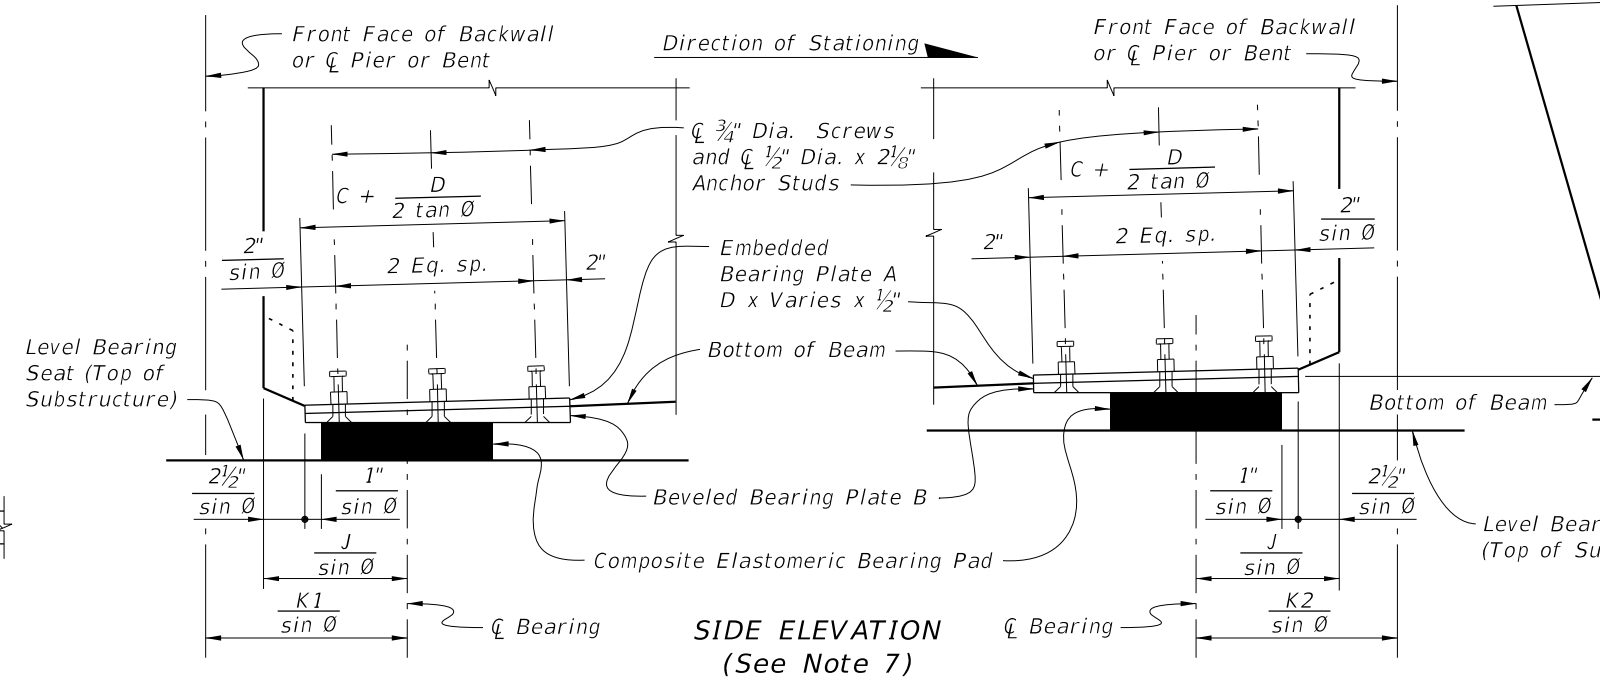 Front Face of Backwall
or ℄ Pier or Bent
Direction of Stationing
Front Face of Backwall
or ℄ Pier or Bent
℄ ¾" Dia. Screws
and ℄ ½" Dia. x 2⅛"
Anchor Studs
C + D
2 tan Ø
C + D
2 tan Ø
2"
sin Ø
2 Eq. sp.
2"
2"
2 Eq. sp.
2"
sin Ø
Embedded
Bearing Plate A
D x Varies x ½"
Level Bearing
Seat (Top of
Substructure)
Bottom of Beam
Bottom of Beam
2½"
sin Ø
1"
sin Ø
Beveled Bearing Plate B
1"
sin Ø
2½"
sin Ø
Level Bear
(Top of Su
J
sin Ø
Composite Elastomeric Bearing Pad
J
sin Ø
K1
sin Ø
℄ Bearing
℄ Bearing
K2
sin Ø
SIDE ELEVATION
(See Note 7)